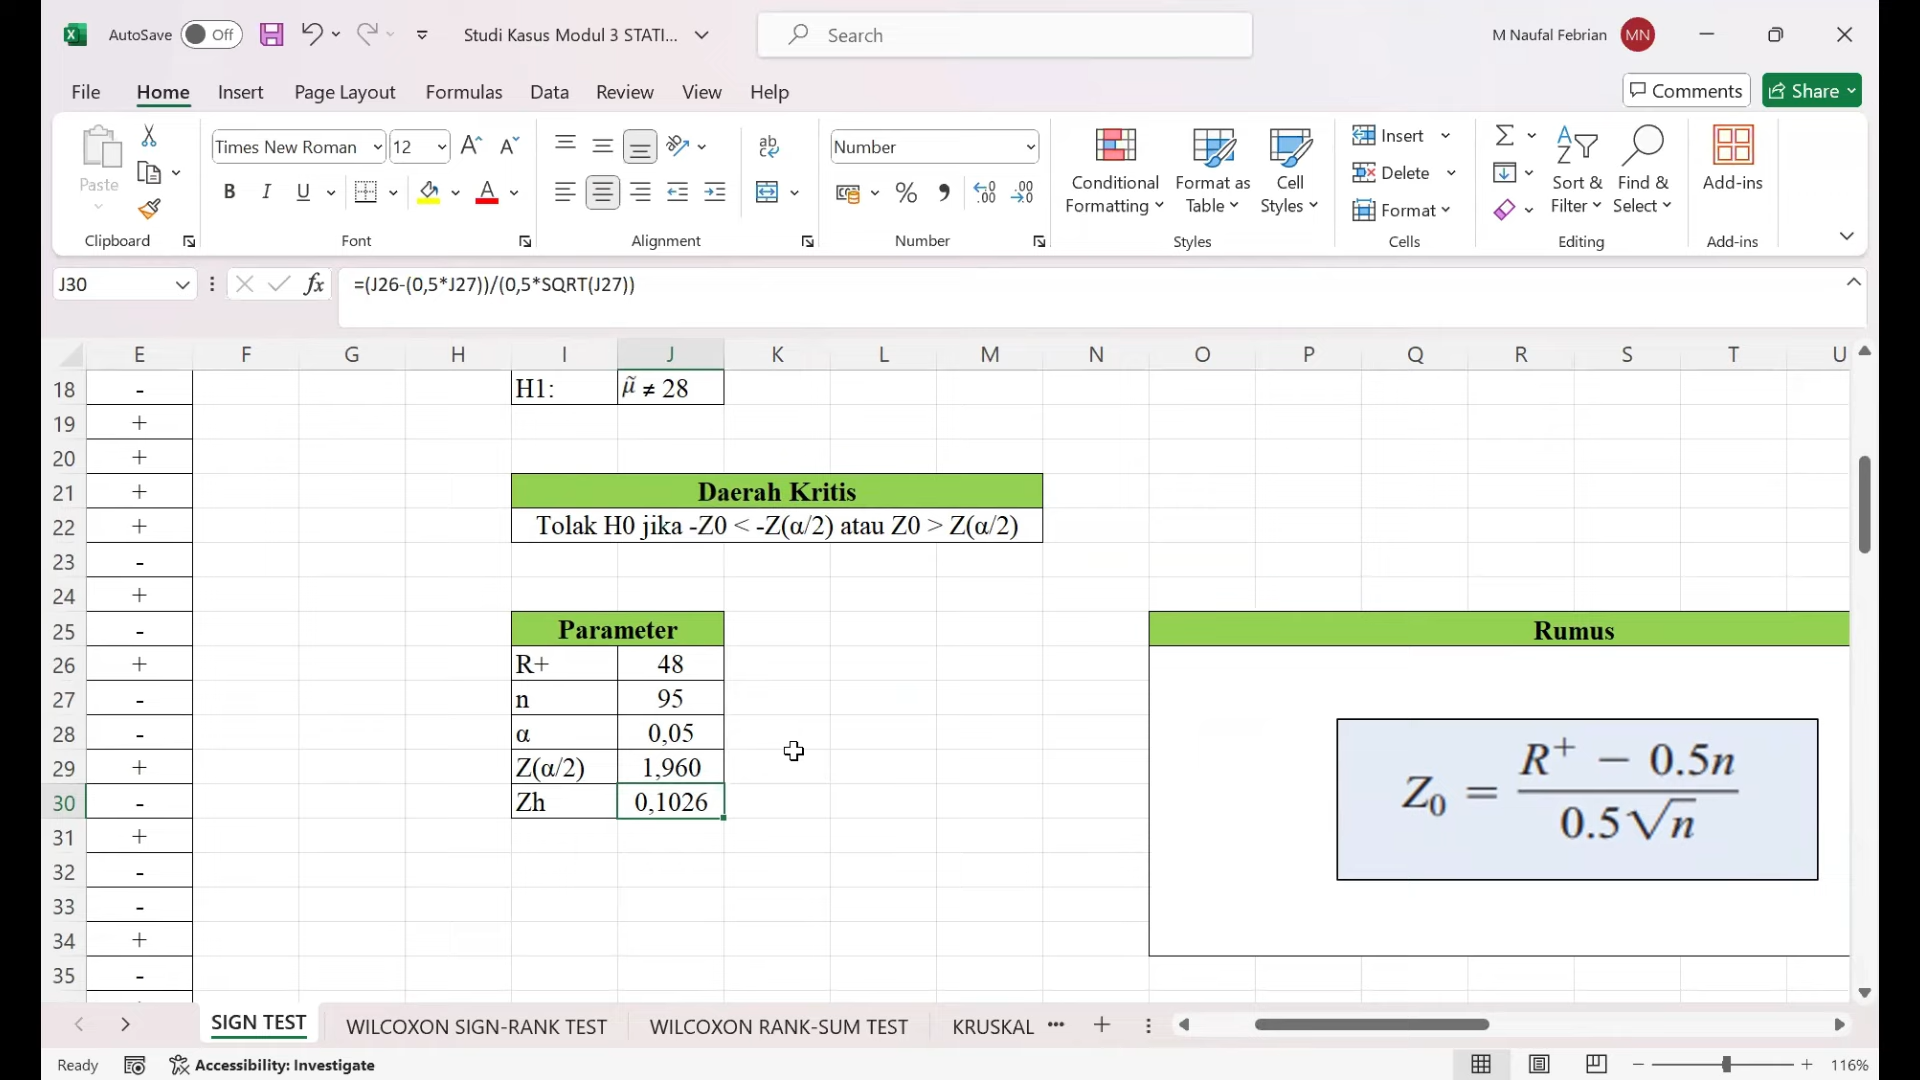 AutoSave Off Studi Kasus Modul 3 STATI... Search M Naufal Febrian MN
File Home Insert Page Layout Formulas Data Review View Help Comments Share
Paste Times New Roman 12 Number Conditional Formatting Format as Table Cell Styles Insert Delete Format Sort & Filter Find & Select Add-ins
Clipboard Font Alignment Number Styles Cells Editing Add-ins
J30 fx =(J26-(0,5*J27))/(0,5*SQRT(J27))
E F G H I J K L M N O P Q R S T U
18 - H1: μ̃ ≠ 28
19 +
20 +
21 + Daerah Kritis
22 + Tolak H0 jika -Z0 < -Z(α/2) atau Z0 > Z(α/2)
23 -
24 +
25 - Parameter Rumus
26 + R+ 48
27 - n 95
28 - α 0,05
29 + Z(α/2) 1,960
30 - Zh 0,1026
Z₀ = (R⁺ − 0.5n) / (0.5√n)
31 +
32 -
33 -
34 +
35 -
SIGN TEST WILCOXON SIGN-RANK TEST WILCOXON RANK-SUM TEST KRUSKAL ...
Ready Accessibility: Investigate 116%